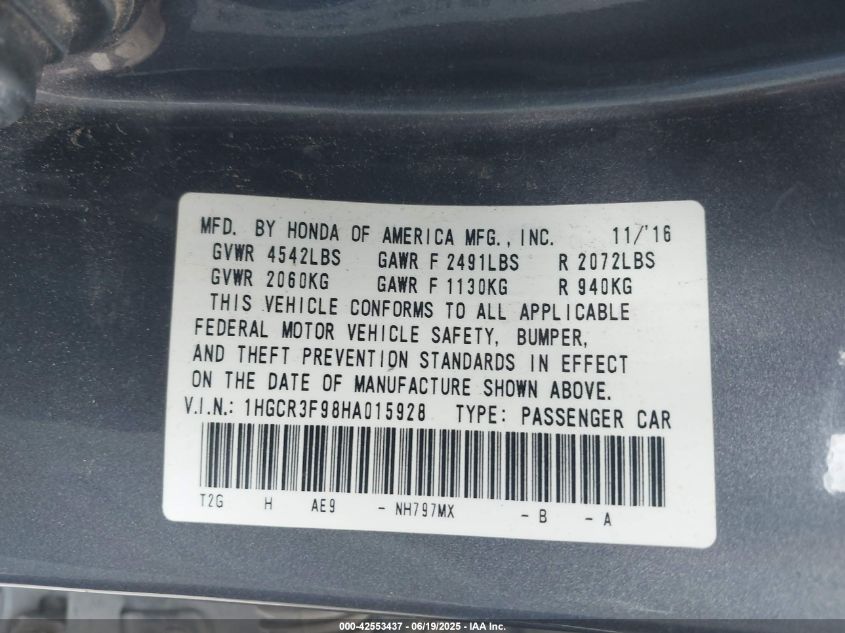 MFD. BY HONDA OF AMERICA MFG., INC. 11/'16
GVWR 4542LBS GAWR F 2491LBS R 2072LBS
GVWR 2060KG GAWR F 1130KG R 940KG
THIS VEHICLE CONFORMS TO ALL APPLICABLE
FEDERAL MOTOR VEHICLE SAFETY, BUMPER,
AND THEFT PREVENTION STANDARDS IN EFFECT
ON THE DATE OF MANUFACTURE SHOWN ABOVE.
V.I.N.: 1HGCR3F98HA015928 TYPE: PASSENGER CAR
T2G H AE9 - NH797MX - B - A
000-42553437 - 06/19/2025 - IAA Inc.